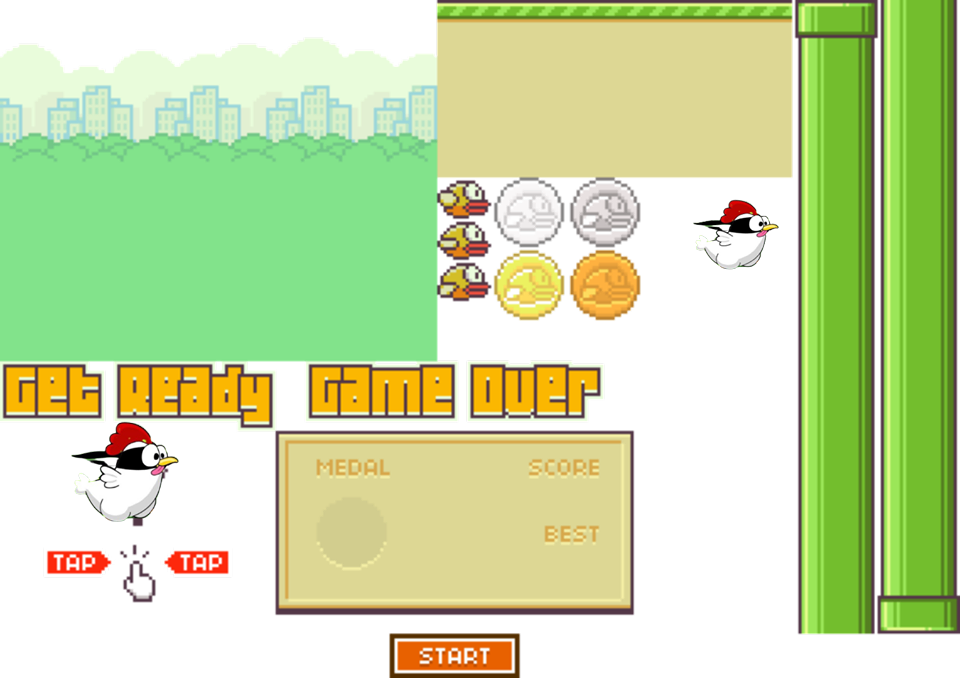 Get Ready
Game Over
MEDAL
SCORE
BEST
TAP
TAP
START